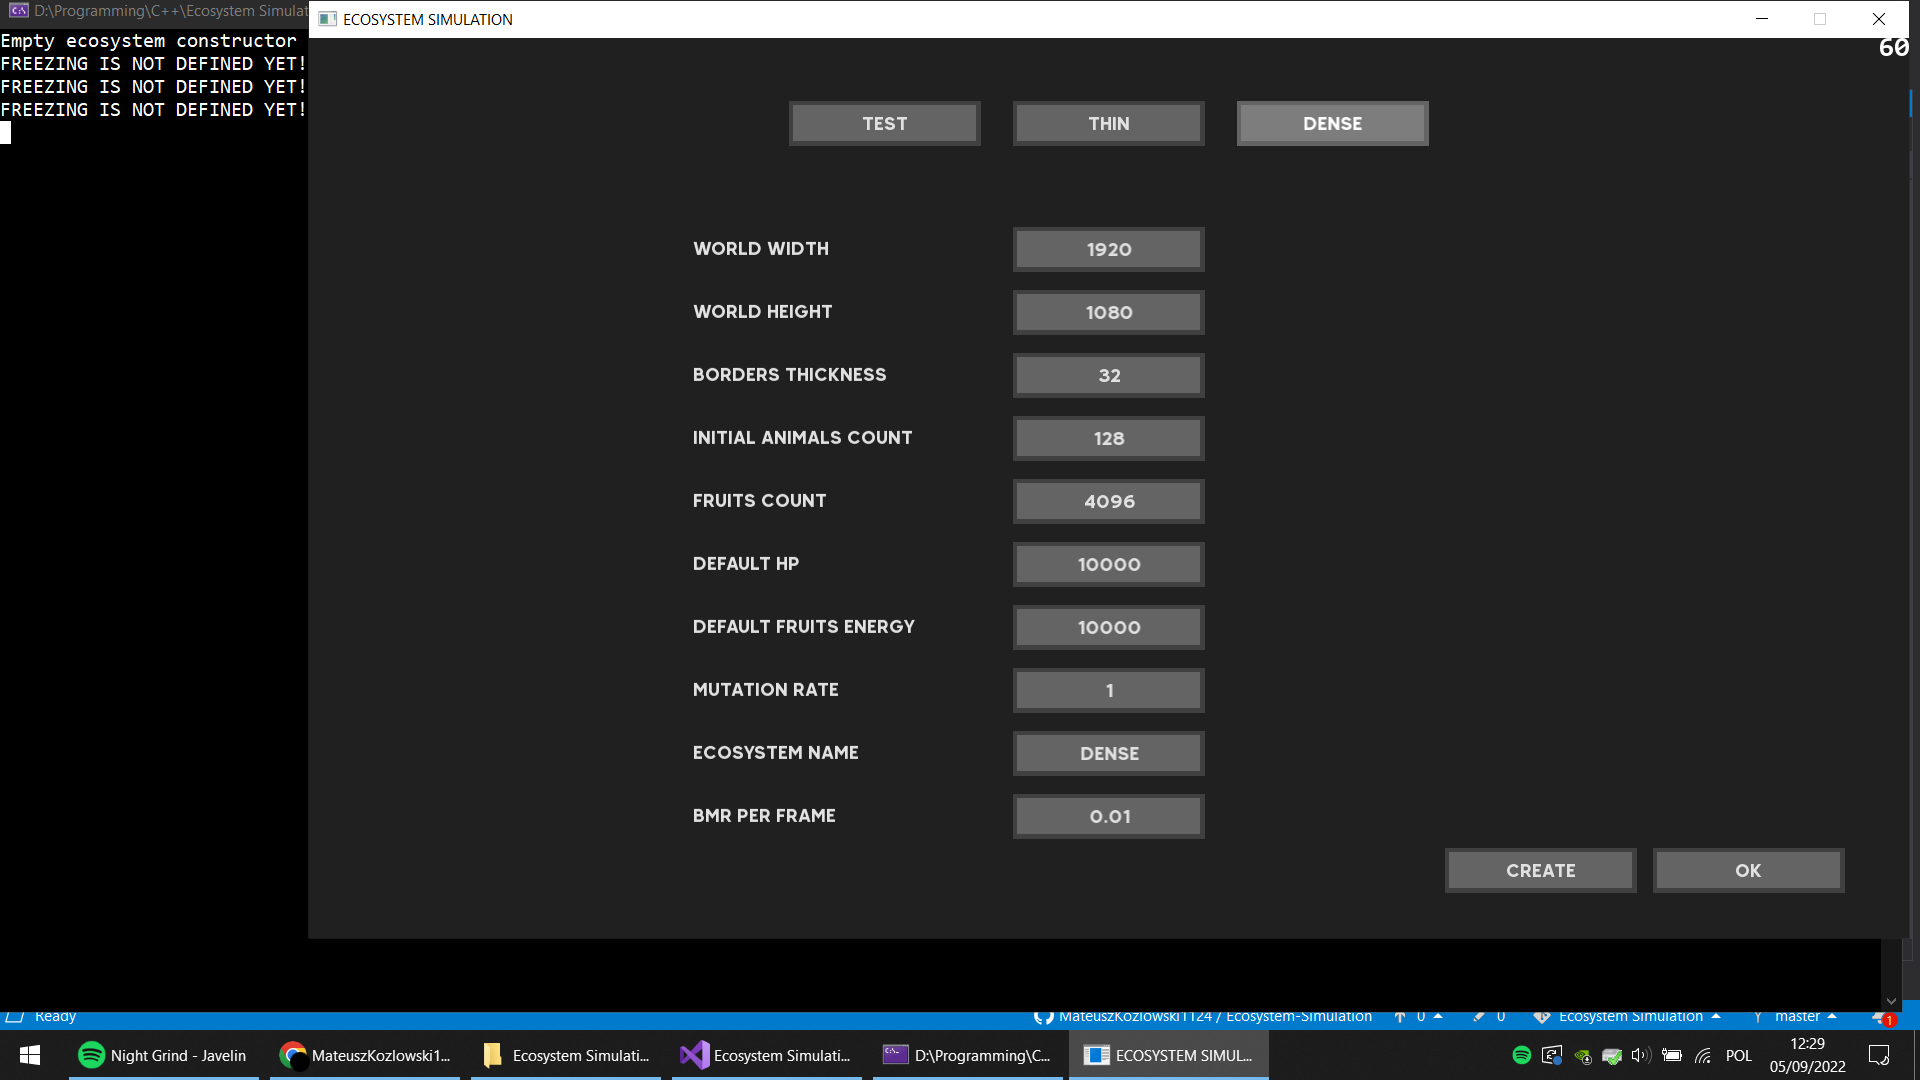 D:\Programming\C++\Ecosystem Simulat
ECOSYSTEM SIMULATION
60
Empty ecosystem constructor
FREEZING IS NOT DEFINED YET!
FREEZING IS NOT DEFINED YET!
FREEZING IS NOT DEFINED YET!
TEST THIN DENSE
WORLD WIDTH 1920
WORLD HEIGHT 1080
BORDERS THICKNESS 32
INITIAL ANIMALS COUNT 128
FRUITS COUNT 4096
DEFAULT HP 10000
DEFAULT FRUITS ENERGY 10000
MUTATION RATE 1
ECOSYSTEM NAME DENSE
BMR PER FRAME 0.01
CREATE OK
Ready MateuszKozlowski1124 / Ecosystem-Simulation 0 0 Ecosystem Simulation master 1
Night Grind - Javelin MateuszKozlowski1... Ecosystem Simulati... Ecosystem Simulati... D:\Programming\C... ECOSYSTEM SIMUL... POL 12:29
05/09/2022